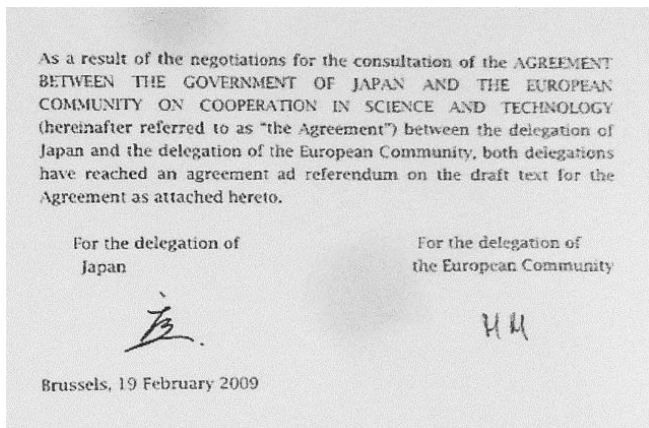 As a result of the negotiations for the consultation of the AGREEMENT
BETWEEN THE GOVERNMENT OF JAPAN AND THE EUROPEAN
COMMUNITY ON COOPERATION IN SCIENCE AND TECHNOLOGY
(hereinafter referred to as "the Agreement") between the delegation of
Japan and the delegation of the European Community, both delegations
have reached an agreement ad referendum on the draft text for the
Agreement as attached hereto.
For the delegation of
Japan
For the delegation of
the European Community
HM
Brussels, 19 February 2009